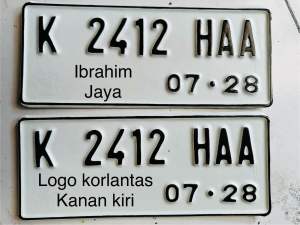 K 2412 HAA
Ibrahim
Jaya
07·28
K 2412 HAA
Logo korlantas
Kanan kiri
07·28